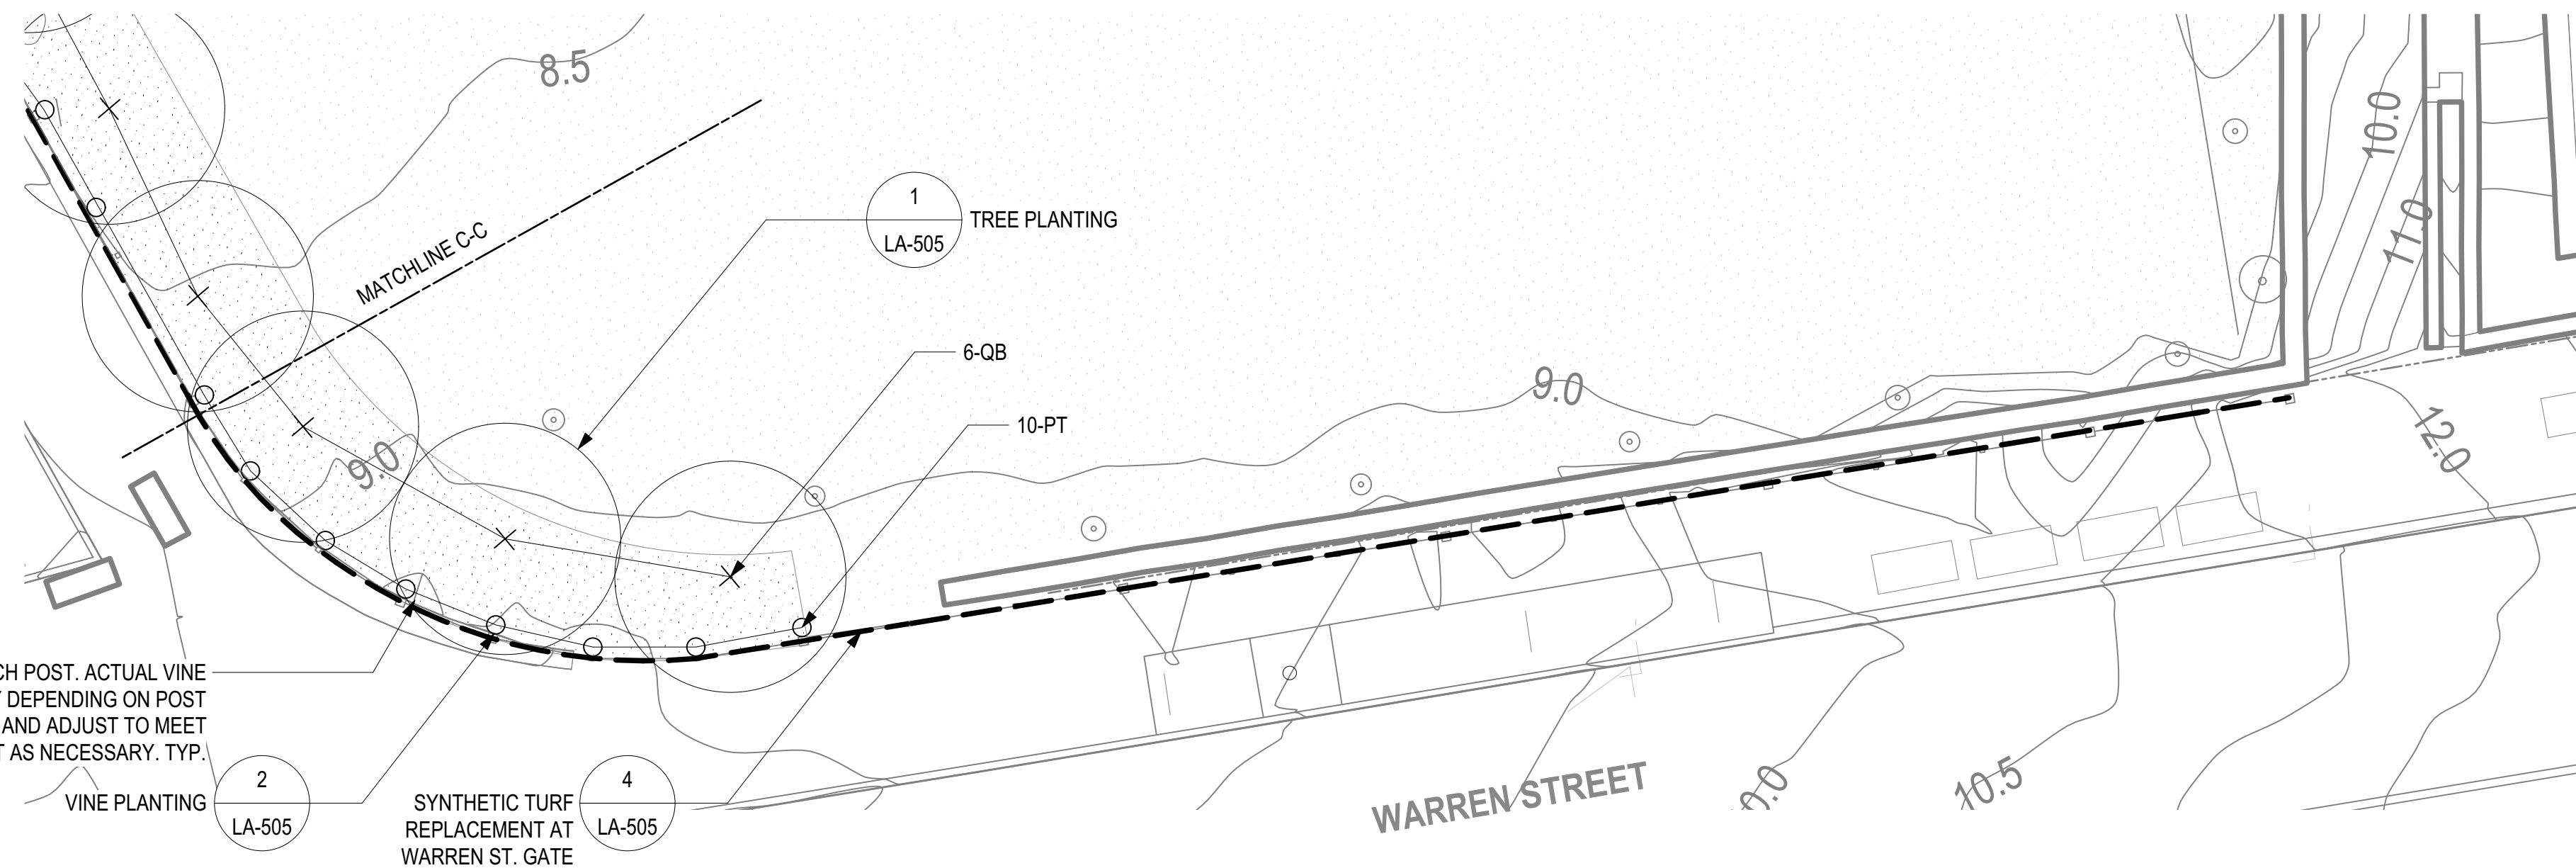 8.5
10.0
11.0
1
LA-505
TREE PLANTING
MATCHLINE C-C
6-QB
9.0
10-PT
12.0
9.0
POST. ACTUAL VINE
DEPENDING ON POST
AND ADJUST TO MEET
AS NECESSARY. TYP.
2
LA-505
VINE PLANTING
4
LA-505
SYNTHETIC TURF
REPLACEMENT AT
WARREN ST. GATE
WARREN STREET
0.0
10.5